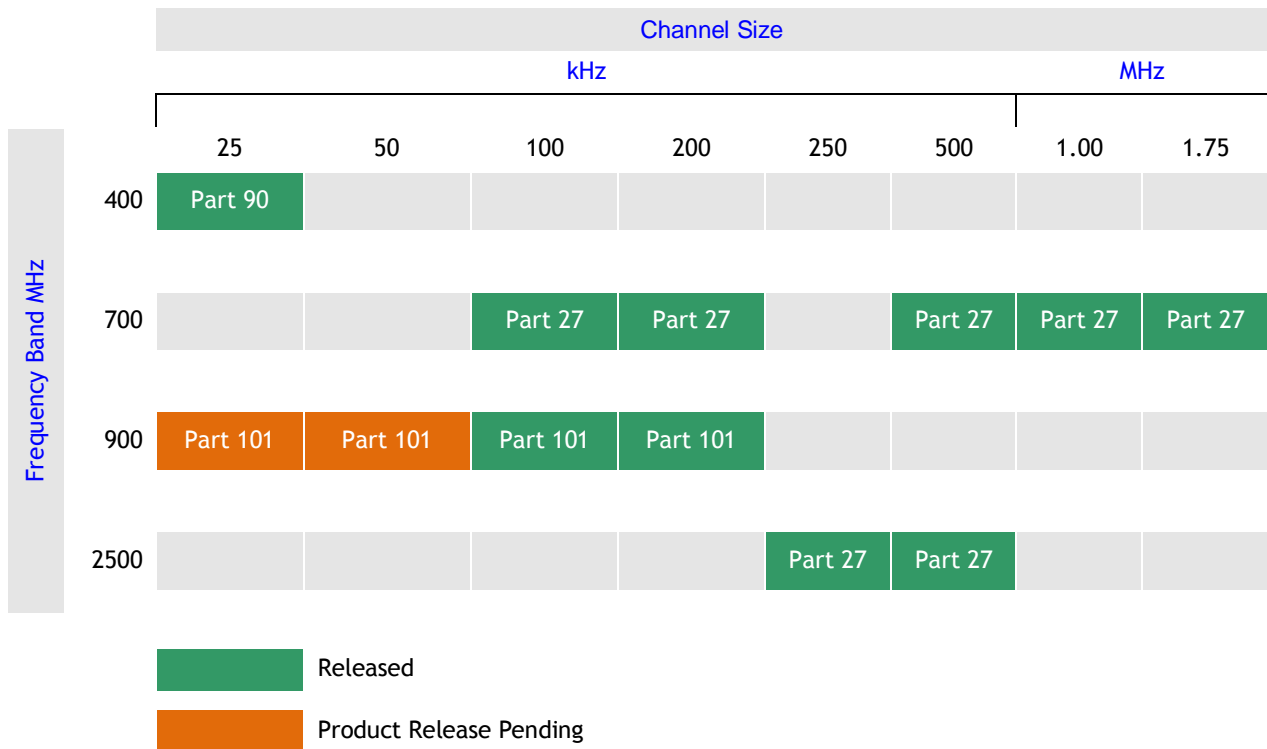 Channel Size
kHz MHz
25 50 100 200 250 500 1.00 1.75
Frequency Band MHz
400 Part 90
700 Part 27 Part 27 Part 27 Part 27 Part 27
900 Part 101 Part 101 Part 101 Part 101
2500 Part 27 Part 27
Released
Product Release Pending